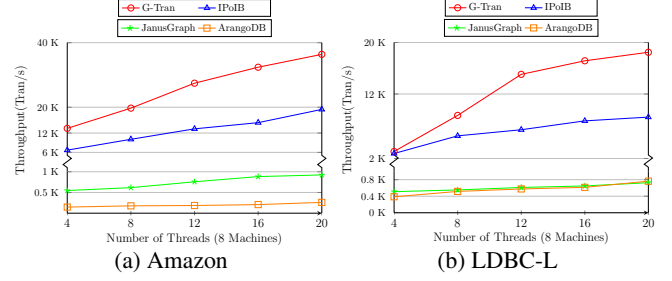 G-Tran IPoIB
JanusGraph ArangoDB
40 K
20 K
12 K
6 K
1 K
0.5 K
Throughput(Tran/s)
4 8 12 16 20
Number of Threads (8 Machines)
(a) Amazon
G-Tran IPoIB
JanusGraph ArangoDB
20 K
12 K
2 K
0.8 K
0.4 K
0 K
Throughput(Tran/s)
4 8 12 16 20
Number of Threads (8 Machines)
(b) LDBC-L